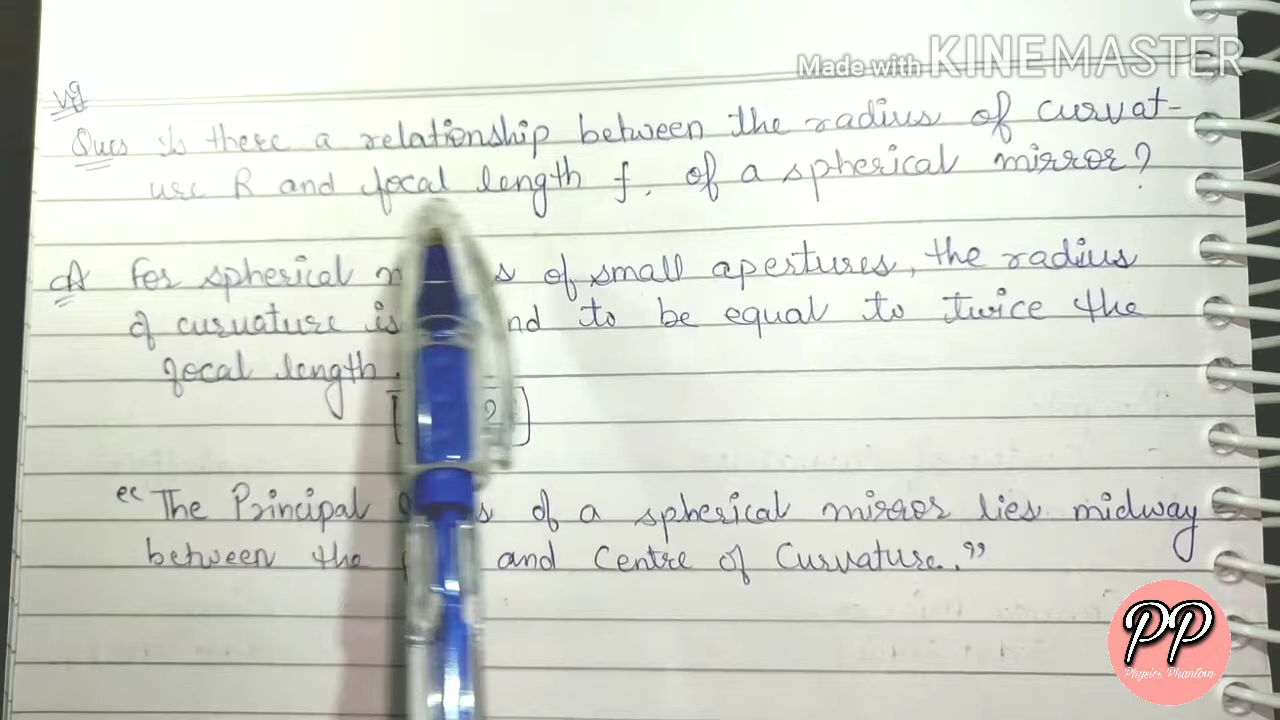 Made with KINEMASTER
Ques Is there a relationship between the radius of curvat-
ure R and focal length f, of a spherical mirror?
A For spherical of small apertures, the radius
of curvature is to be equal to twice the
focal length.
[ 2 ]
"The Principal of a spherical mirror lies midway
between the and Centre of Curvature."
PP
Physics Phantom